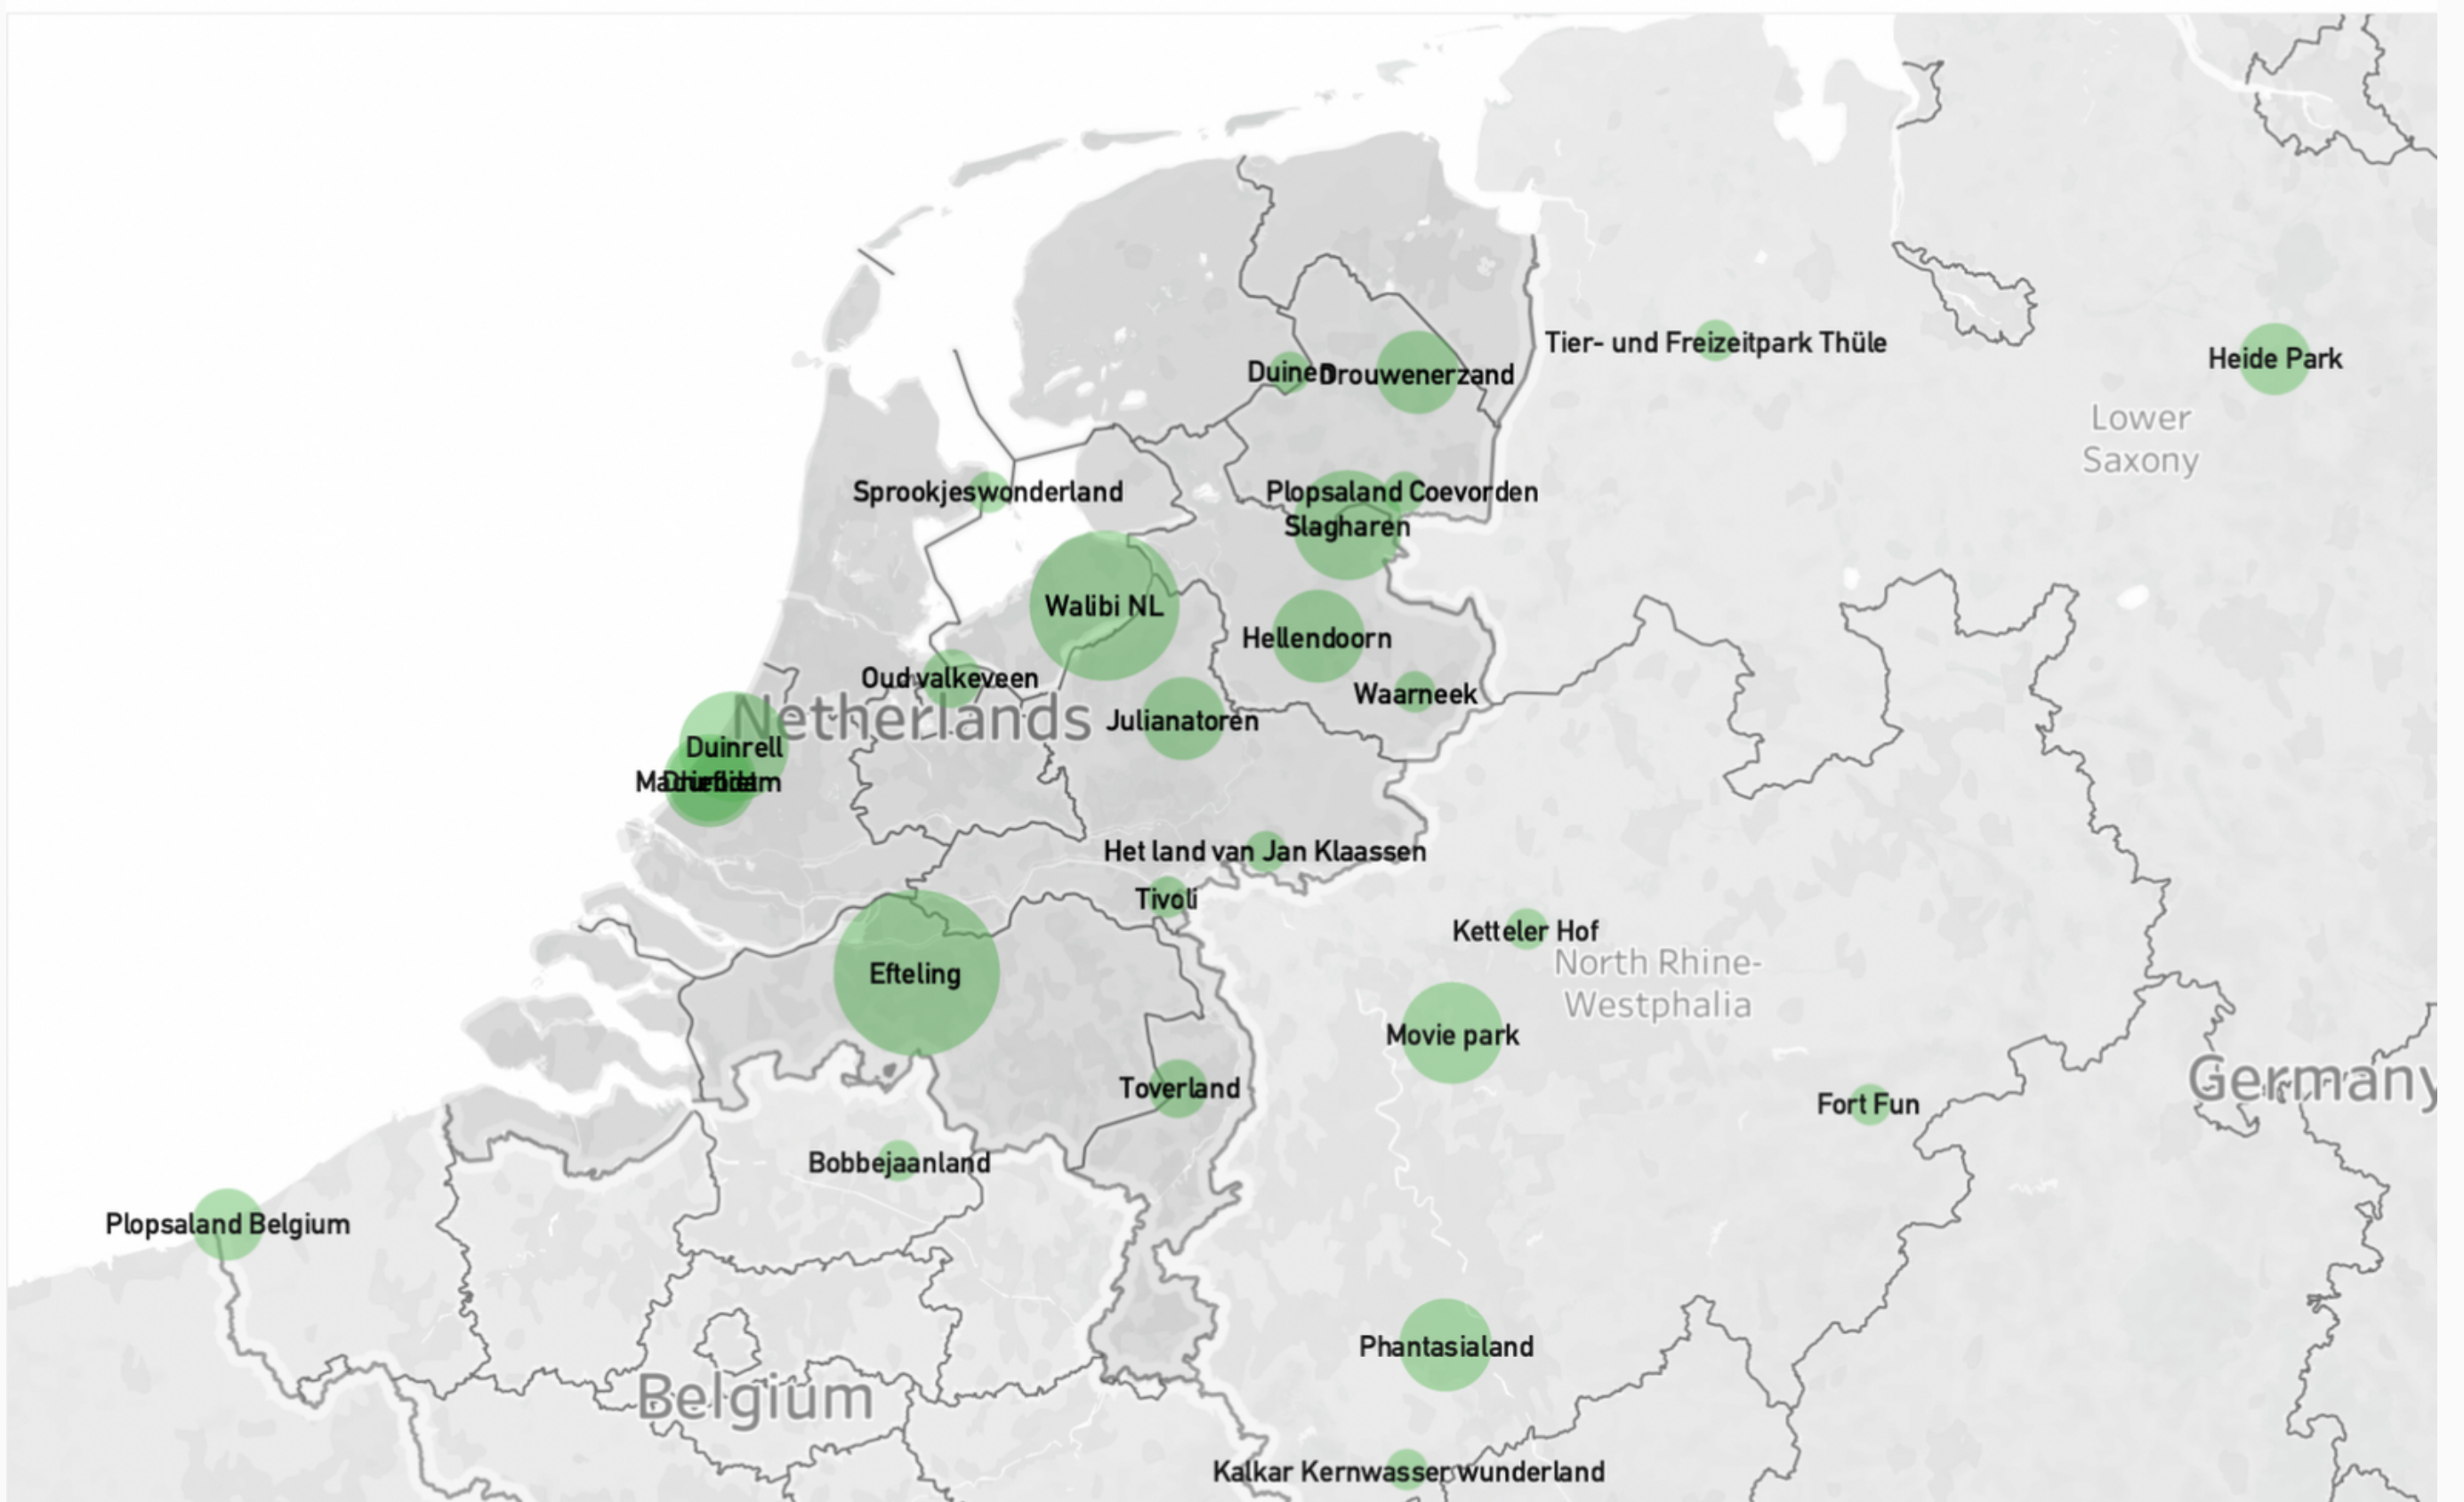 Tier- und Freizeitpark Thüle
Heide Park
Duinen
Drouwenerzand
Lower
Saxony
Sprookjeswonderland
Plopsaland Coevorden
Slagharen
Walibi NL
Hellendoorn
Oud valkeveen
Waarneek
Netherlands
Julianatoren
Duinrell
Het land van Jan Klaassen
Tivoli
Ketteler Hof
North Rhine-
Westphalia
Efteling
Movie park
Toverland
Germany
Fort Fun
Bobbejaanland
Plopsaland Belgium
Phantasialand
Belgium
Kalkar Kernwasser wunderland